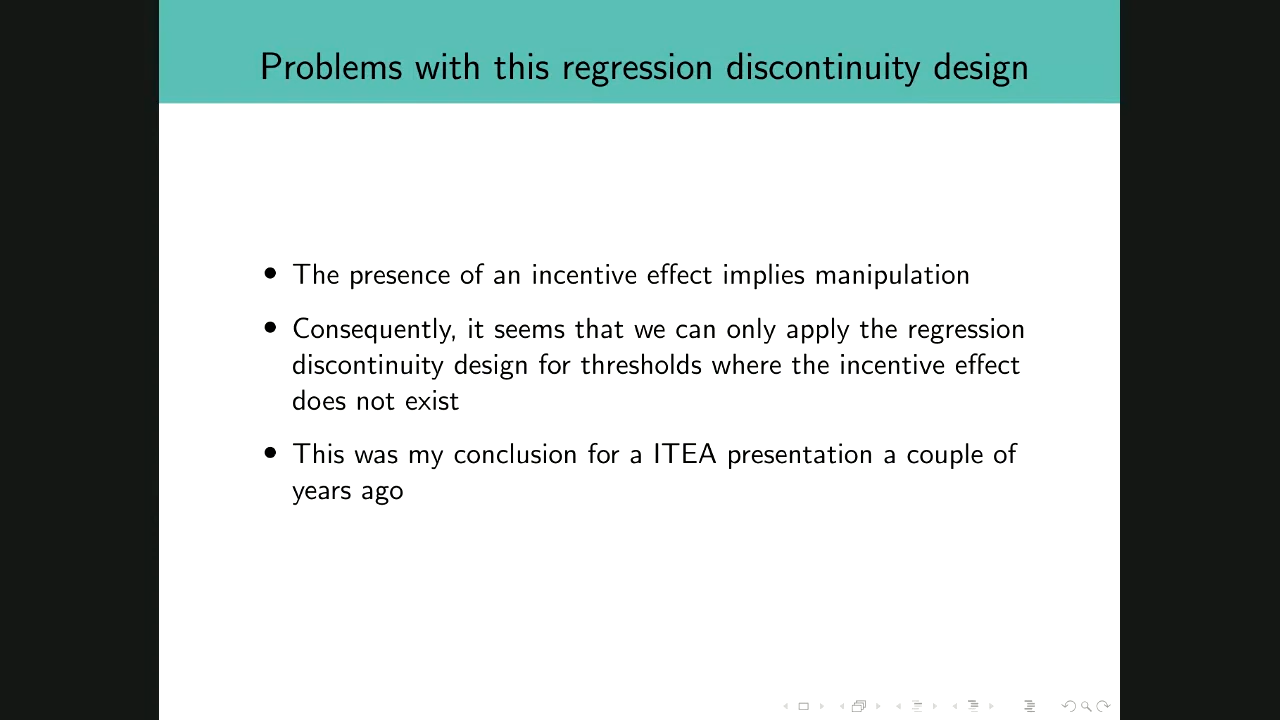 Problems with this regression discontinuity design
• The presence of an incentive effect implies manipulation
• Consequently, it seems that we can only apply the regression
discontinuity design for thresholds where the incentive effect
does not exist
• This was my conclusion for a ITEA presentation a couple of
years ago